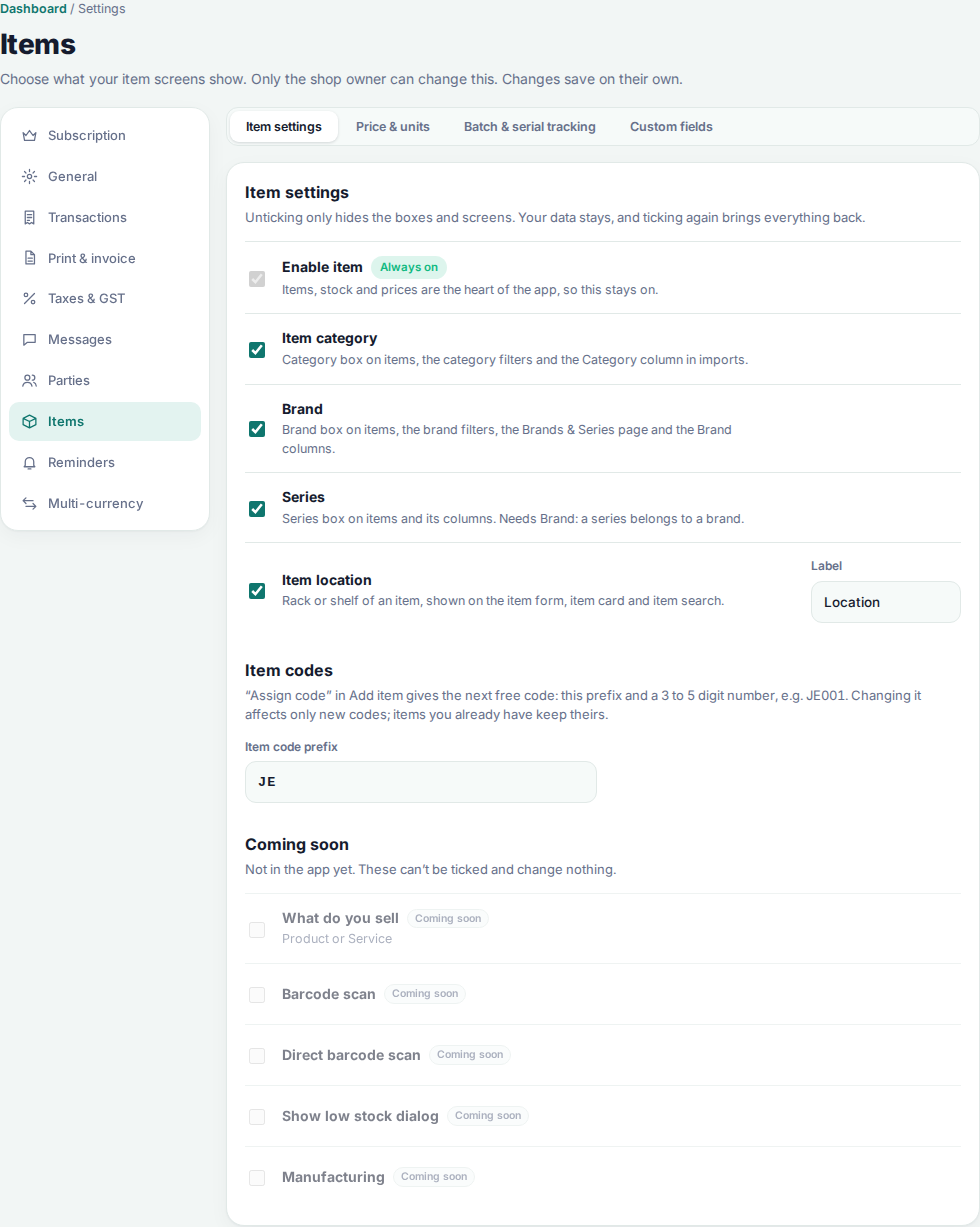 Dashboard / Settings
Items
Choose what your item screens show. Only the shop owner can change this. Changes save on their own.
Subscription
General
Transactions
Print & invoice
Taxes & GST
Messages
Parties
Items
Reminders
Multi-currency
Item settings
Price & units
Batch & serial tracking
Custom fields
Item settings
Unticking only hides the boxes and screens. Your data stays, and ticking again brings everything back.
Enable item
Always on
Items, stock and prices are the heart of the app, so this stays on.
Item category
Category box on items, the category filters and the Category column in imports.
Brand
Brand box on items, the brand filters, the Brands & Series page and the Brand
columns.
Series
Series box on items and its columns. Needs Brand: a series belongs to a brand.
Item location
Rack or shelf of an item, shown on the item form, item card and item search.
Label
Location
Item codes
“Assign code” in Add item gives the next free code: this prefix and a 3 to 5 digit number, e.g. JE001. Changing it
affects only new codes; items you already have keep theirs.
Item code prefix
JE
Coming soon
Not in the app yet. These can’t be ticked and change nothing.
What do you sell
Coming soon
Product or Service
Barcode scan
Coming soon
Direct barcode scan
Coming soon
Show low stock dialog
Coming soon
Manufacturing
Coming soon